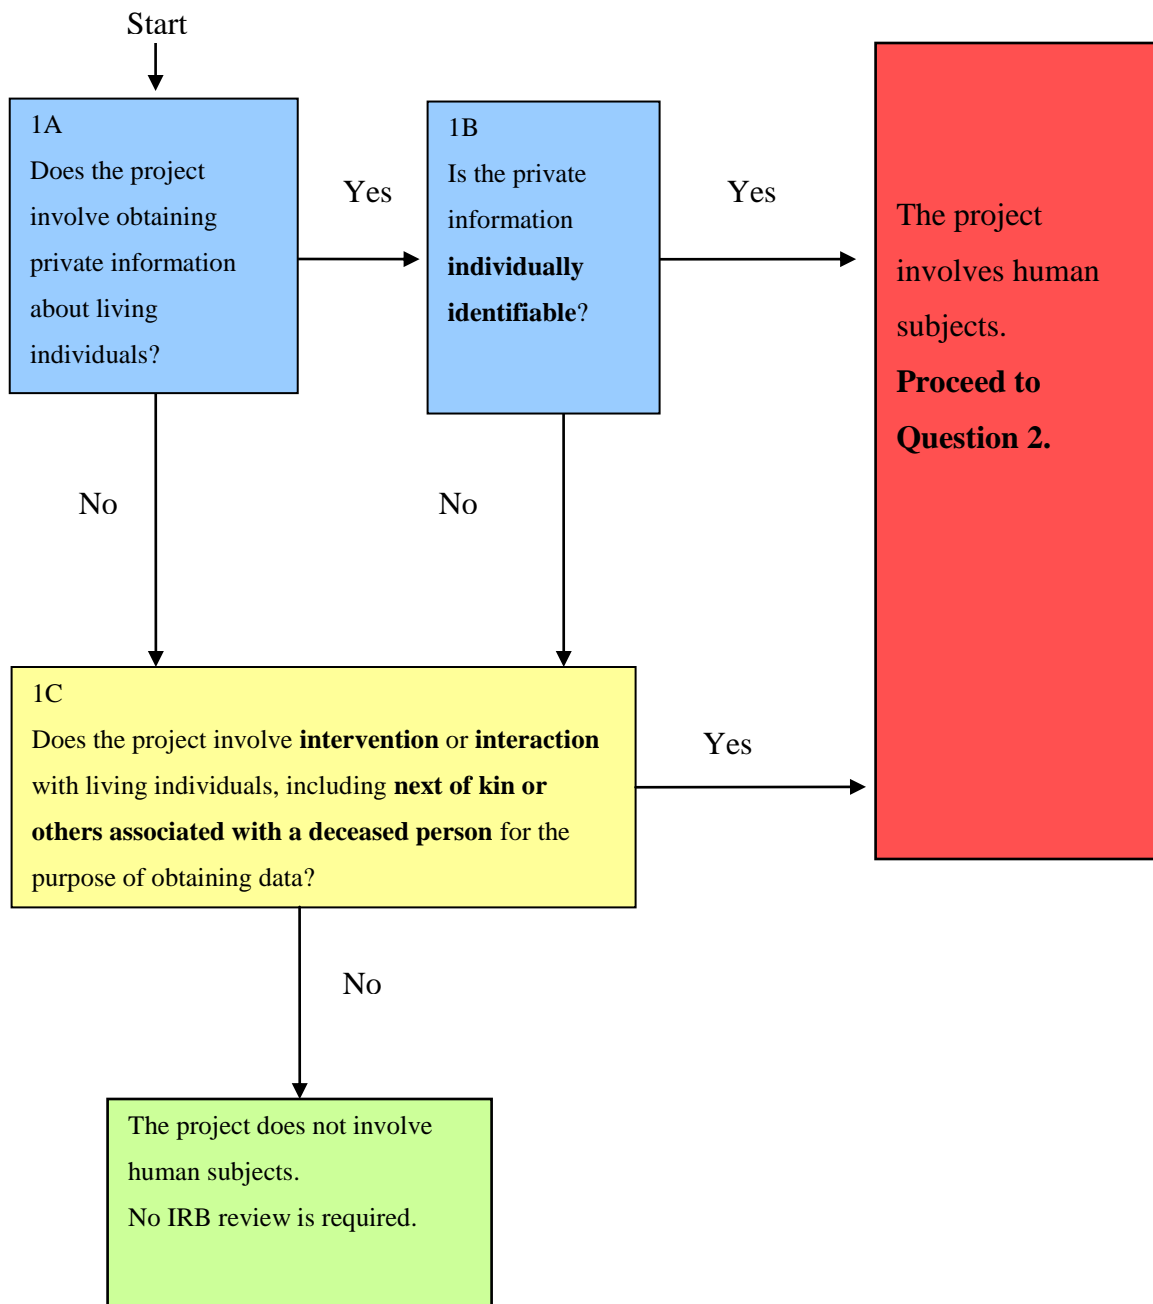 Start
1A
Does the project
involve obtaining
private information
about living
individuals?
Yes
1B
Is the private
information
individually
identifiable?
Yes
The project
involves human
subjects.
Proceed to
Question 2.
No
No
1C
Does the project involve intervention or interaction
with living individuals, including next of kin or
others associated with a deceased person for the
purpose of obtaining data?
Yes
No
The project does not involve
human subjects.
No IRB review is required.